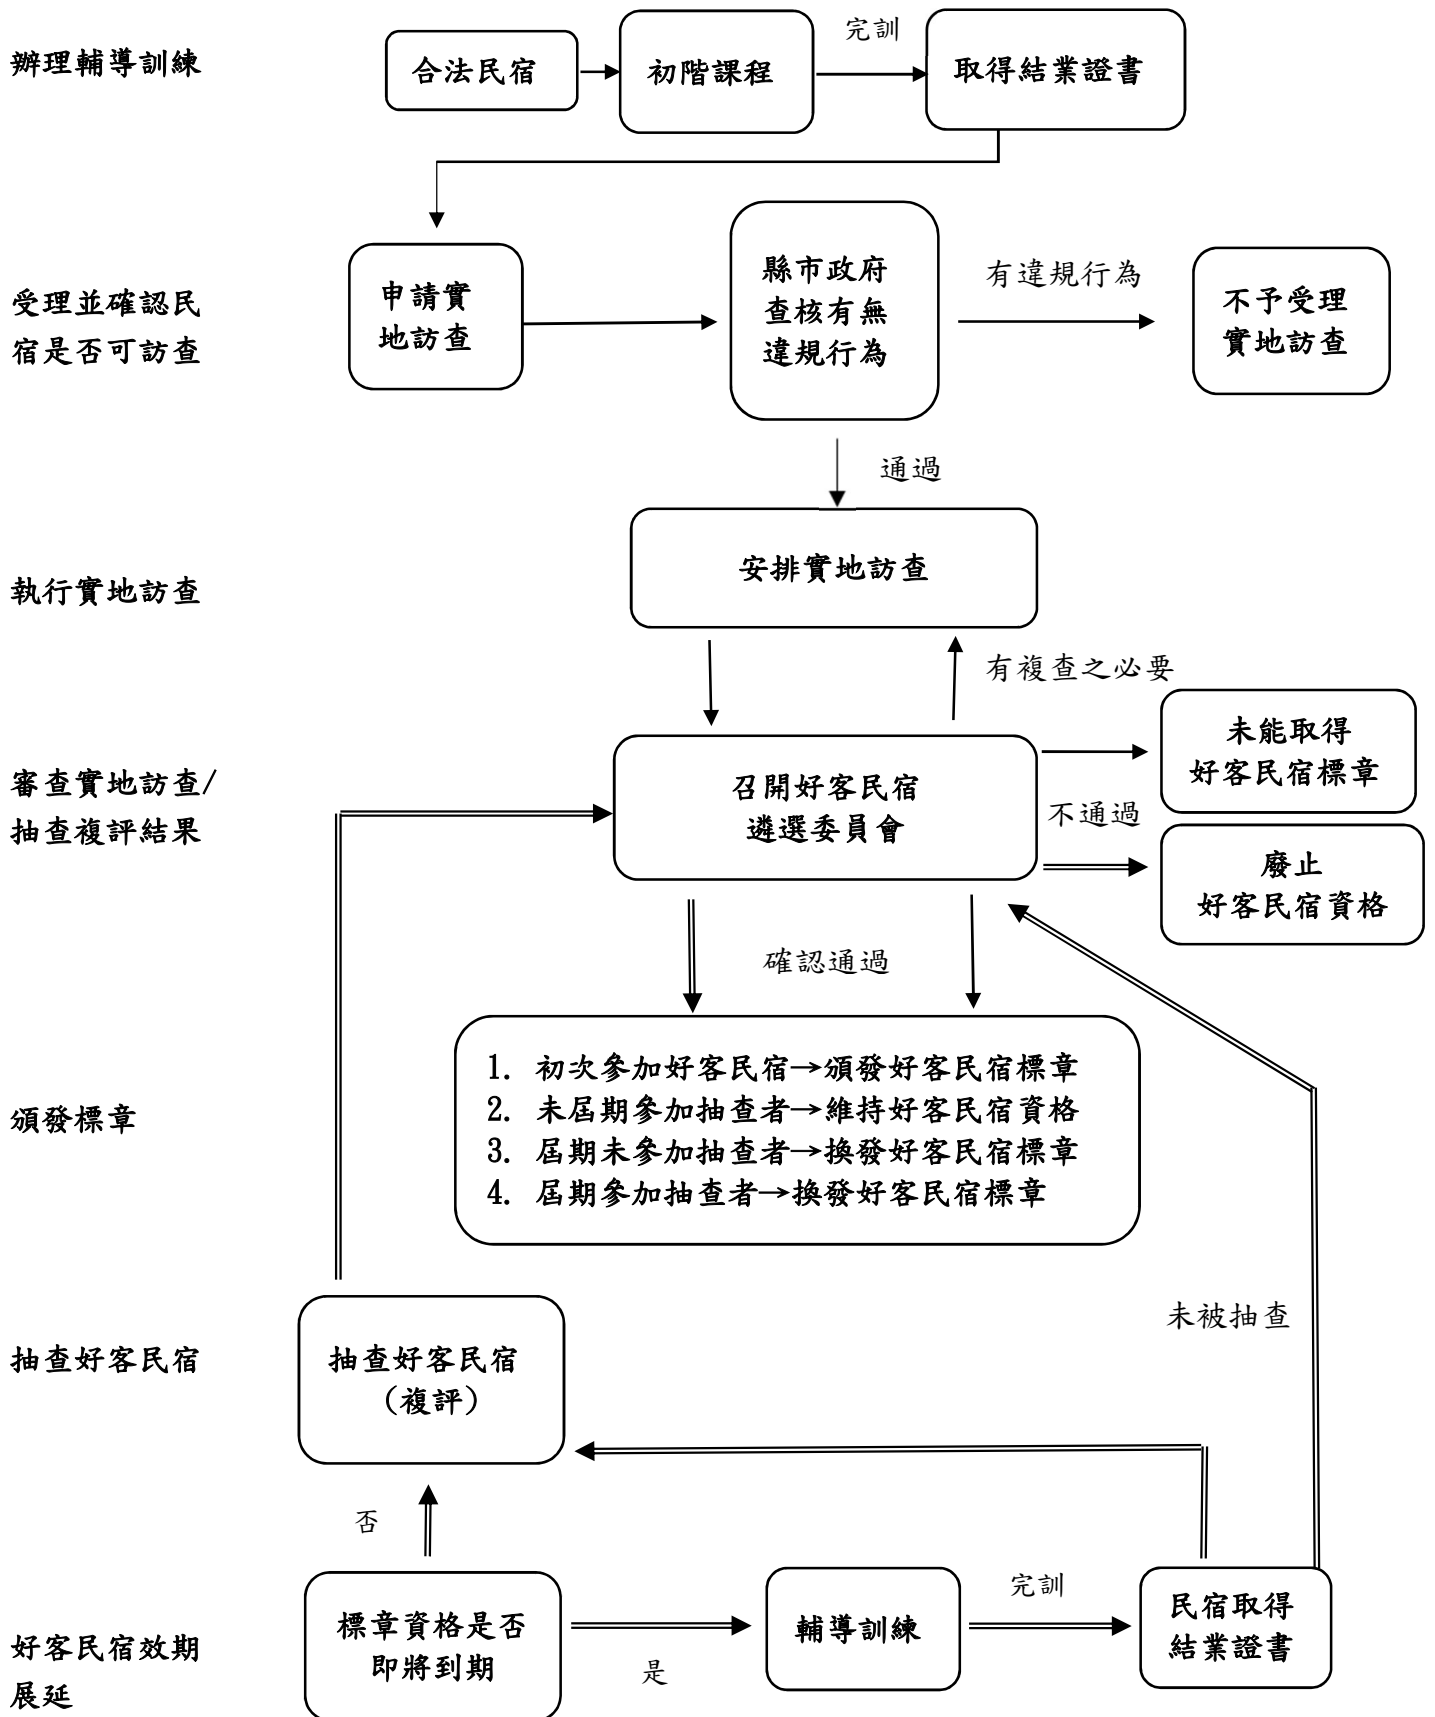 辦理輔導訓練
合法民宿
初階課程
完訓
取得結業證書
受理並確認民
宿是否可訪查
申請實
地訪查
縣市政府
查核有無
違規行為
有違規行為
不予受理
實地訪查
通過
執行實地訪查
安排實地訪查
有複查之必要
審查實地訪查/
抽查複評結果
召開好客民宿
遴選委員會
未能取得
好客民宿標章
不通過
廢止
好客民宿資格
確認通過
頒發標章
1. 初次參加好客民宿→頒發好客民宿標章
2. 未屆期參加抽查者→維持好客民宿資格
3. 屆期未參加抽查者→換發好客民宿標章
4. 屆期參加抽查者→換發好客民宿標章
未被抽查
抽查好客民宿
抽查好客民宿
(複評)
否
好客民宿效期
展延
標章資格是否
即將到期
是
輔導訓練
完訓
民宿取得
結業證書